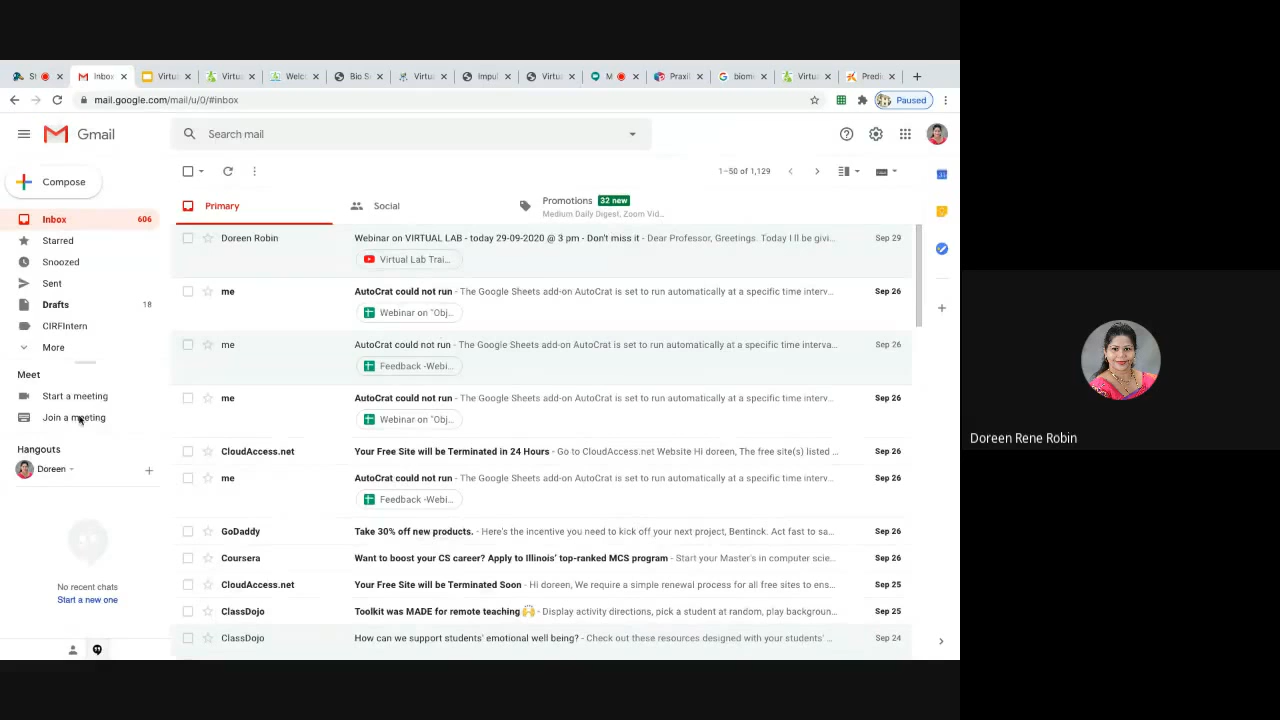 St
Inbox
Virtu
Virtu
Welc
Bio S
Virtu
Impul
Virtu
M
Praxil
biom
Virtu
Predi
mail.google.com/mail/u/0/#inbox
Paused
Gmail
Search mail
Compose
1–50 of 1,129
Primary
Social
Promotions 32 new
Medium Daily Digest, Zoom Vid...
Inbox 606
Starred
Snoozed
Sent
Drafts 18
CIRFIntern
More
Meet
Start a meeting
Join a meeting
Hangouts
Doreen
No recent chats
Start a new one
Doreen Robin Webinar on VIRTUAL LAB - today 29-09-2020 @ 3 pm - Don't miss it - Dear Professor, Greetings. Today I ll be givi... Sep 29
Virtual Lab Trai...
me AutoCrat could not run - The Google Sheets add-on AutoCrat is set to run automatically at a specific time interv... Sep 26
Webinar on "Obj...
me AutoCrat could not run - The Google Sheets add-on AutoCrat is set to run automatically at a specific time interva... Sep 26
Feedback -Webi...
me AutoCrat could not run - The Google Sheets add-on AutoCrat is set to run automatically at a specific time interv... Sep 26
Webinar on "Obj...
CloudAccess.net Your Free Site will be Terminated in 24 Hours - Go to CloudAccess.net Website Hi doreen, The free site(s) listed ... Sep 26
me AutoCrat could not run - The Google Sheets add-on AutoCrat is set to run automatically at a specific time interv... Sep 26
Feedback -Webi...
GoDaddy Take 30% off new products. - Here's the incentive you need to kick off your next project, Bentinck. Act fast to sa... Sep 26
Coursera Want to boost your CS career? Apply to Illinois' top-ranked MCS program - Start your Master's in computer scie... Sep 26
CloudAccess.net Your Free Site will be Terminated Soon - Hi doreen, We require a simple renewal process for all free sites to ens... Sep 25
ClassDojo Toolkit was MADE for remote teaching 🙌 - Display activity directions, pick a student at random, play backgroun... Sep 25
ClassDojo How can we support students' emotional well being? - Check out these resources designed with your students' ... Sep 24
Doreen Rene Robin